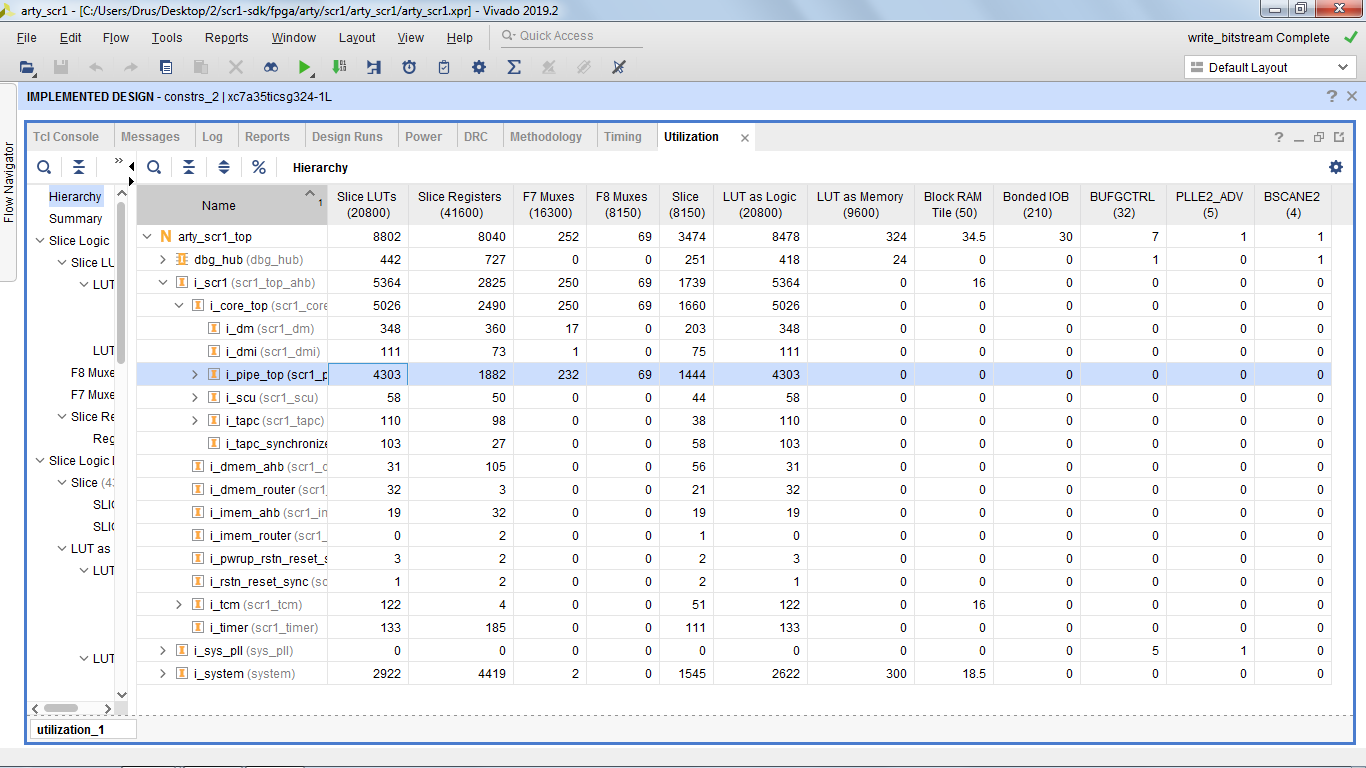 arty_scr1 - [C:/Users/Drus/Desktop/2/scr1-sdk/fpga/arty/scr1/arty_scr1/arty_scr1.xpr] - Vivado 2019.2
File Edit Flow Tools Reports Window Layout View Help Quick Access write_bitstream Complete
Default Layout
IMPLEMENTED DESIGN - constrs_2 | xc7a35ticsg324-1L
Flow Navigator
Tcl Console Messages Log Reports Design Runs Power DRC Methodology Timing Utilization
Hierarchy
Hierarchy
Summary
Slice Logic
Slice LU
LUT
LUT
F8 Muxe
F7 Muxe
Slice Re
Reg
Slice Logic I
Slice (43
SLIC
SLIC
LUT as
LUT
LUT
Name 1 Slice LUTs (20800) Slice Registers (41600) F7 Muxes (16300) F8 Muxes (8150) Slice (8150) LUT as Logic (20800) LUT as Memory (9600) Block RAM Tile (50) Bonded IOB (210) BUFGCTRL (32) PLLE2_ADV (5) BSCANE2 (4)
N arty_scr1_top 8802 8040 252 69 3474 8478 324 34.5 30 7 1 1
dbg_hub (dbg_hub) 442 727 0 0 251 418 24 0 0 1 0 1
i_scr1 (scr1_top_ahb) 5364 2825 250 69 1739 5364 0 16 0 0 0 0
i_core_top (scr1_core 5026 2490 250 69 1660 5026 0 0 0 0 0 0
i_dm (scr1_dm) 348 360 17 0 203 348 0 0 0 0 0 0
i_dmi (scr1_dmi) 111 73 1 0 75 111 0 0 0 0 0 0
i_pipe_top (scr1_p 4303 1882 232 69 1444 4303 0 0 0 0 0 0
i_scu (scr1_scu) 58 50 0 0 44 58 0 0 0 0 0 0
i_tapc (scr1_tapc) 110 98 0 0 38 110 0 0 0 0 0 0
i_tapc_synchronize 103 27 0 0 58 103 0 0 0 0 0 0
i_dmem_ahb (scr1_d 31 105 0 0 56 31 0 0 0 0 0 0
i_dmem_router (scr1_ 32 3 0 0 21 32 0 0 0 0 0 0
i_imem_ahb (scr1_im 19 32 0 0 19 19 0 0 0 0 0 0
i_imem_router (scr1_ 0 2 0 0 1 0 0 0 0 0 0 0
i_pwrup_rstn_reset_s 3 2 0 0 2 3 0 0 0 0 0 0
i_rstn_reset_sync (sc 1 2 0 0 2 1 0 0 0 0 0 0
i_tcm (scr1_tcm) 122 4 0 0 51 122 0 16 0 0 0 0
i_timer (scr1_timer) 133 185 0 0 111 133 0 0 0 0 0 0
i_sys_pll (sys_pll) 0 0 0 0 0 0 0 0 0 5 1 0
i_system (system) 2922 4419 2 0 1545 2622 300 18.5 0 0 0 0
utilization_1